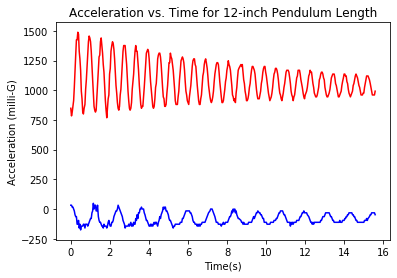 Acceleration vs. Time for 12-inch Pendulum Length
Acceleration (milli-G)
1500
1250
1000
750
500
250
0
−250
0 2 4 6 8 10 12 14 16
Time(s)